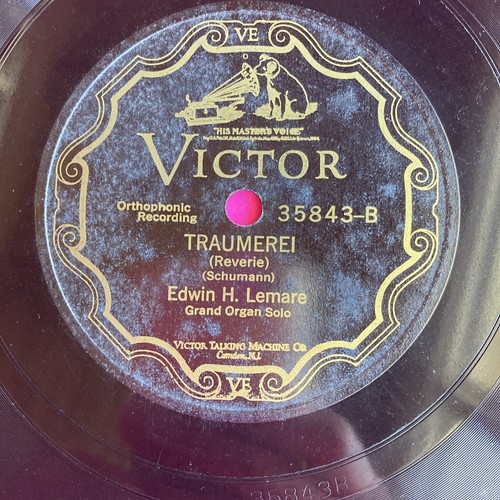 VE
"HIS MASTER'S VOICE"
VICTOR
Orthophonic
Recording
35843-B
TRAUMEREI
(Reverie)
(Schumann)
Edwin H. Lemare
Grand Organ Solo
VICTOR TALKING MACHINE CO.
Camden, N.J.
VE
35843B